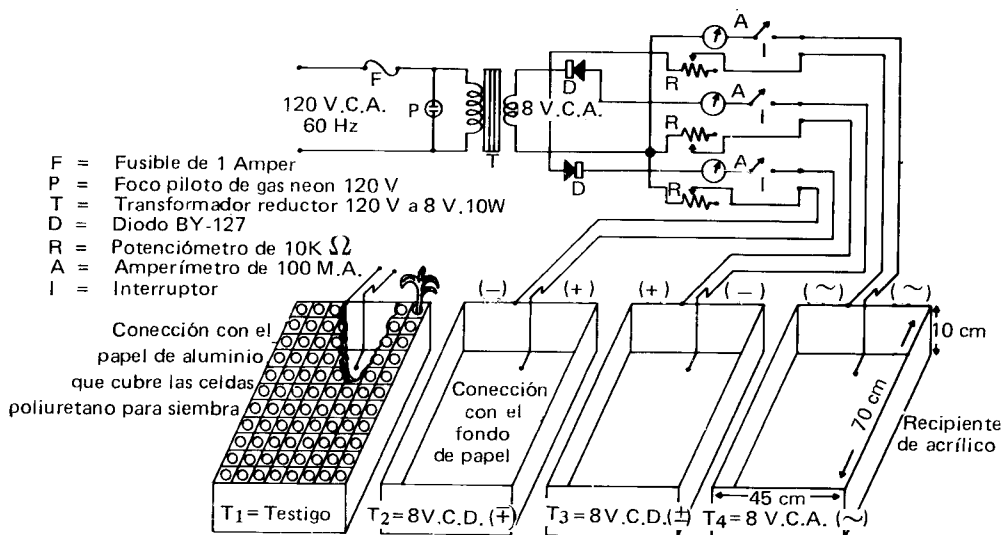 A
I
F
D
R
120 V.C.A.
60 Hz
P
8 V.C.A.
A
I
T
R
D
A
I
R
F = Fusible de 1 Amper
P = Foco piloto de gas neon 120 V
T = Transformador reductor 120 V a 8 V, 10W
D = Diodo BY-127
R = Potenciómetro de 10K Ω
A = Amperímetro de 100 M.A.
I = Interruptor
(−) (+) (+) (−) (~) (~)
Conección con el
papel de aluminio
que cubre las celdas
poliuretano para siembra
Conección
con el
fondo
de papel
10 cm
70 cm
Recipiente
de acrílico
45 cm
T1 = Testigo
T2 = 8 V.C.D. (∓)
T3 = 8 V.C.D. (±)
T4 = 8 V.C.A. (~)